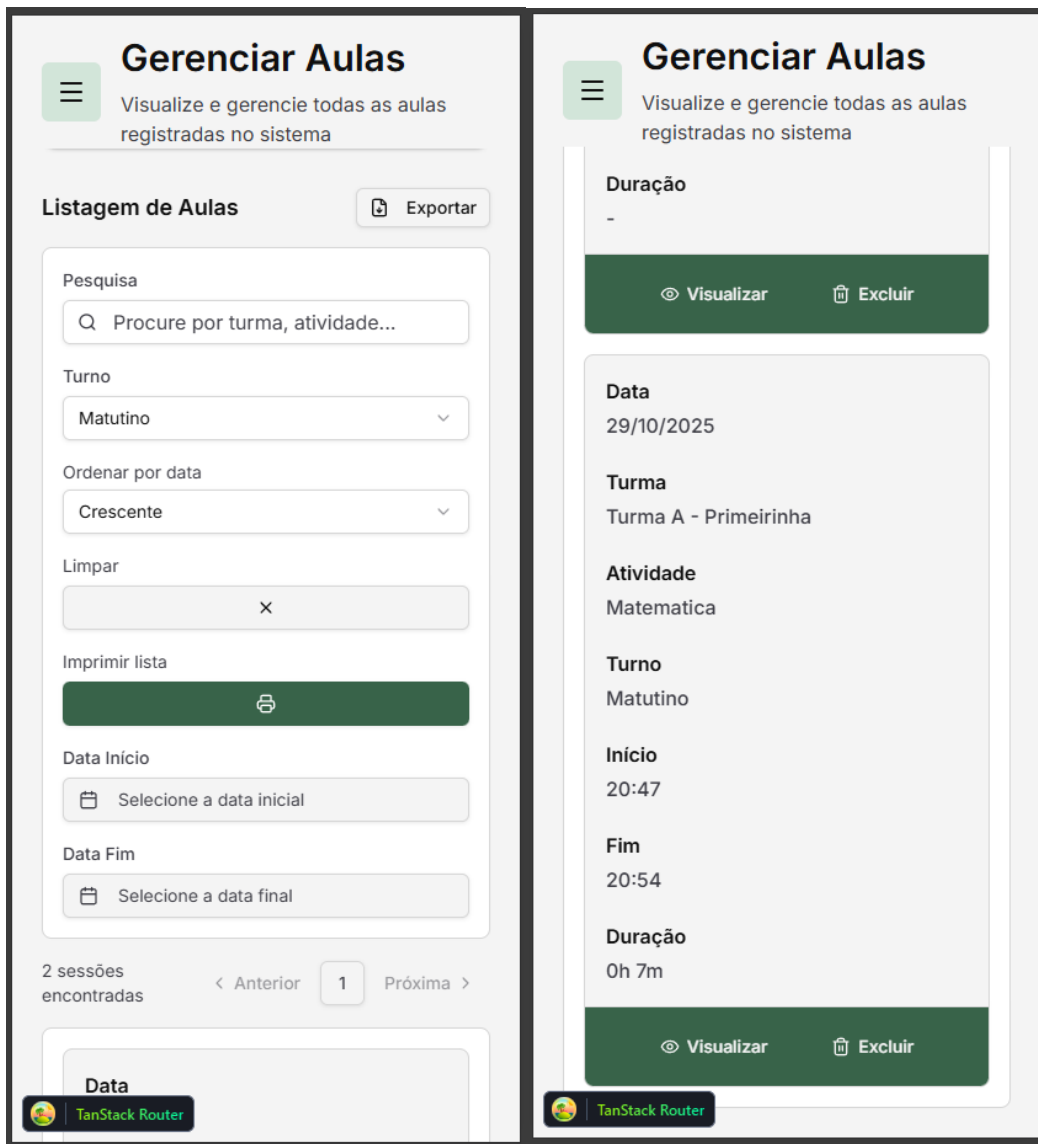 Gerenciar Aulas
Visualize e gerencie todas as aulas
registradas no sistema
Listagem de Aulas
Exportar
Pesquisa
Procure por turma, atividade...
Turno
Matutino
Ordenar por data
Crescente
Limpar
Imprimir lista
Data Início
Selecione a data inicial
Data Fim
Selecione a data final
2 sessões
encontradas
Anterior
1
Próxima
Data
TanStack Router
Gerenciar Aulas
Visualize e gerencie todas as aulas
registradas no sistema
Duração
-
Visualizar
Excluir
Data
29/10/2025
Turma
Turma A - Primeirinha
Atividade
Matematica
Turno
Matutino
Início
20:47
Fim
20:54
Duração
0h 7m
Visualizar
Excluir
TanStack Router